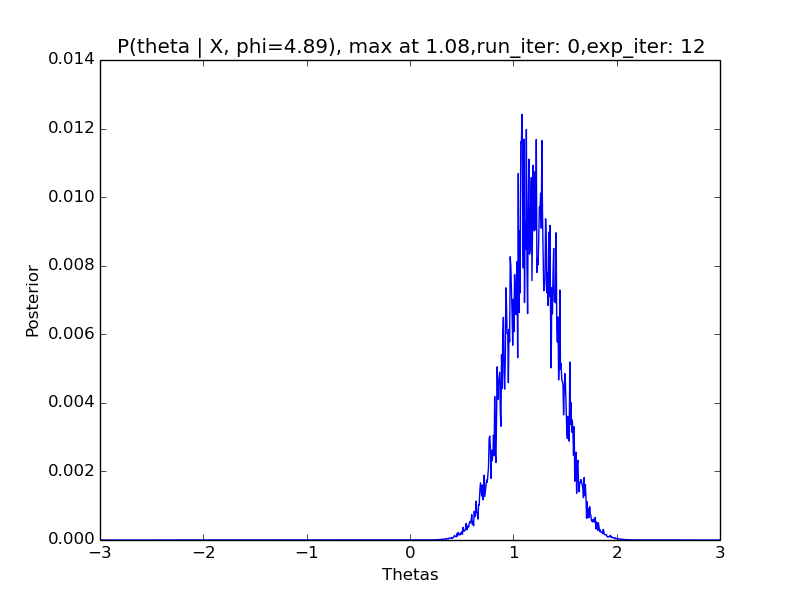 P(theta | X, phi=4.89), max at 1.08,run_iter: 0,exp_iter: 12
0.014
0.012
0.010
0.008
0.006
0.004
0.002
0.000
Posterior
−3 −2 −1 0 1 2 3
Thetas